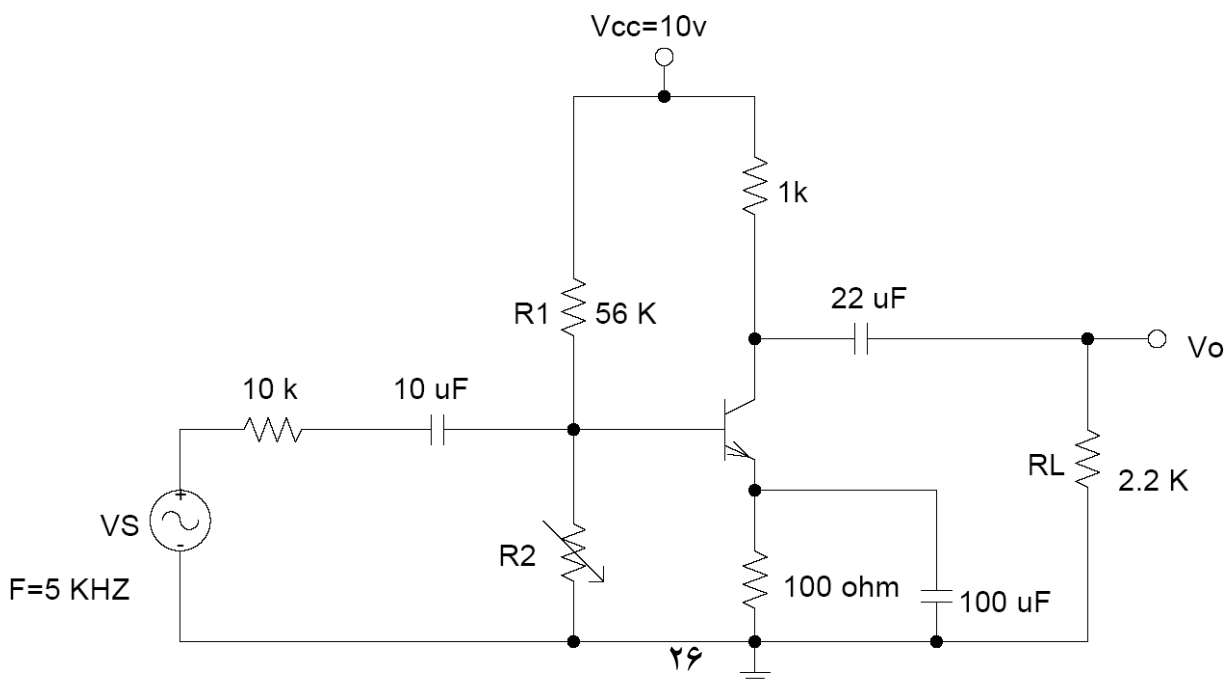 Vcc=10v
1k
R1 56 K
22 uF
Vo
10 k
10 uF
RL
2.2 K
VS
R2
F=5 KHZ
100 ohm
100 uF
۲۶
+
-